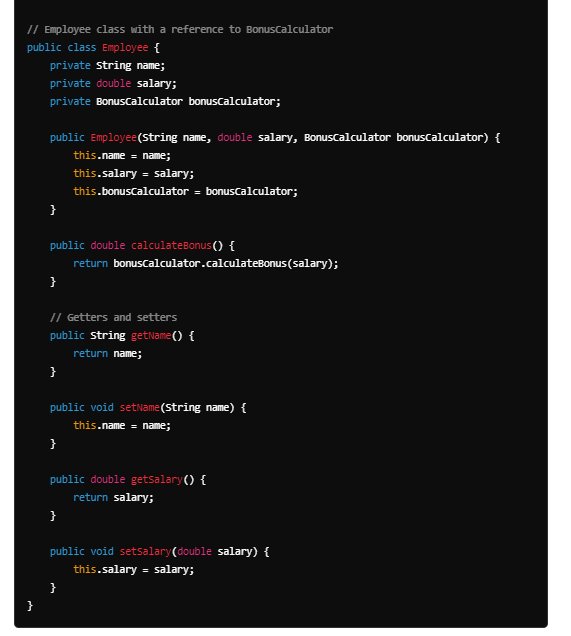 // Employee class with a reference to BonusCalculator
public class Employee {
    private String name;
    private double salary;
    private BonusCalculator bonusCalculator;

    public Employee(String name, double salary, BonusCalculator bonusCalculator) {
        this.name = name;
        this.salary = salary;
        this.bonusCalculator = bonusCalculator;
    }

    public double calculateBonus() {
        return bonusCalculator.calculateBonus(salary);
    }

    // Getters and setters
    public String getName() {
        return name;
    }

    public void setName(String name) {
        this.name = name;
    }

    public double getSalary() {
        return salary;
    }

    public void setSalary(double salary) {
        this.salary = salary;
    }
}